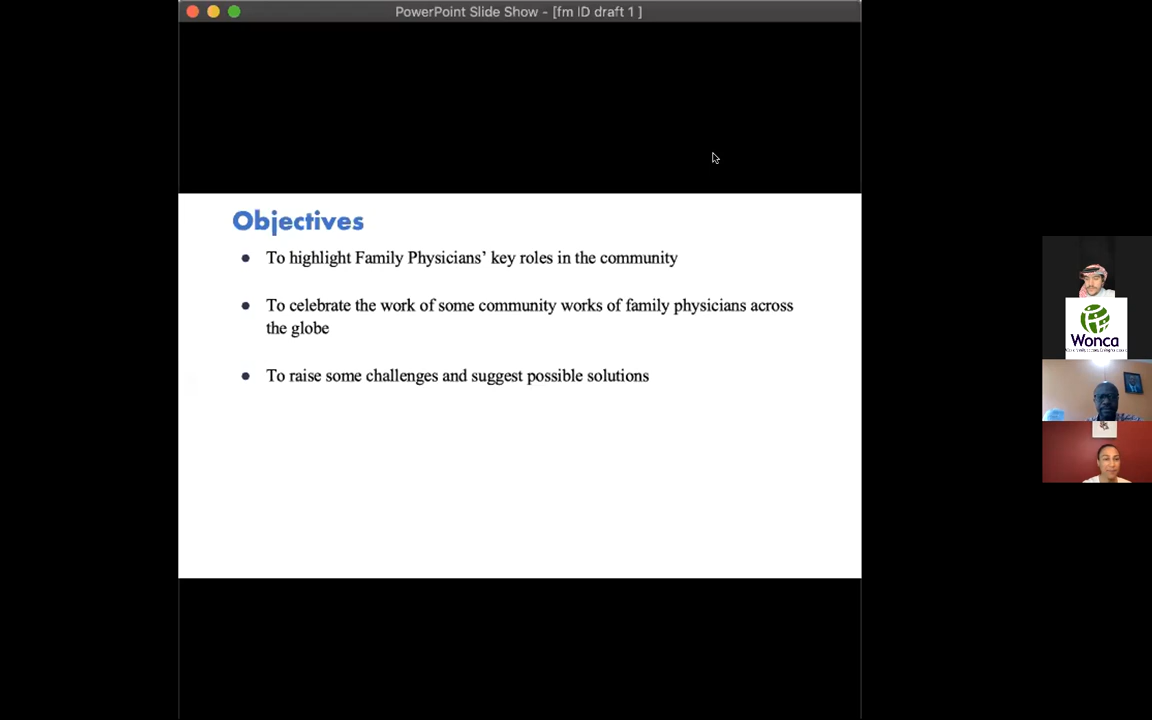 PowerPoint Slide Show - [fm ID draft 1 ]
Objectives
● To highlight Family Physicians’ key roles in the community
● To celebrate the work of some community works of family physicians across
the globe
● To raise some challenges and suggest possible solutions
Wonca